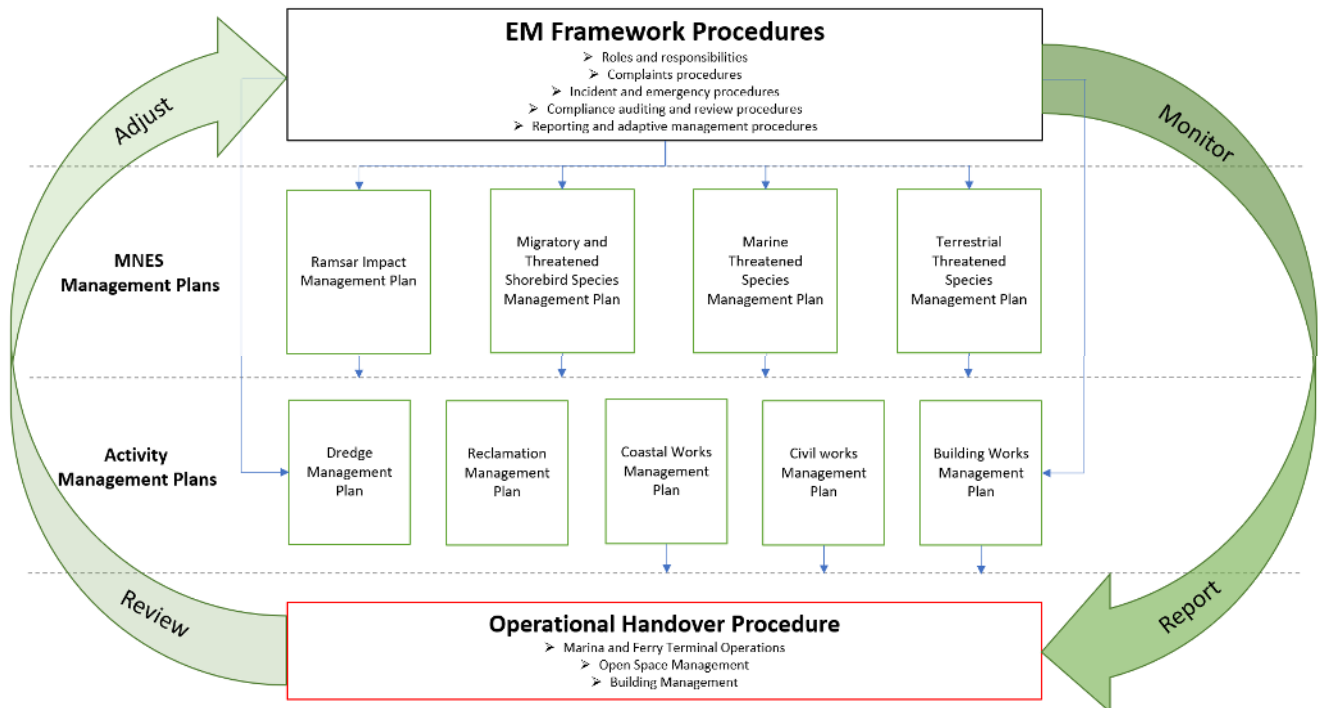 EM Framework Procedures
➢ Roles and responsibilities
➢ Complaints procedures
➢ Incident and emergency procedures
➢ Compliance auditing and review procedures
➢ Reporting and adaptive management procedures
Adjust
Monitor
MNES
Management Plans
Ramsar Impact
Management Plan
Migratory and
Threatened
Shorebird Species
Management Plan
Marine
Threatened
Species
Management Plan
Terrestrial
Threatened
Species
Management Plan
Activity
Management Plans
Dredge
Management
Plan
Reclamation
Management
Plan
Coastal Works
Management
Plan
Civil works
Management
Plan
Building Works
Management
Plan
Review
Report
Operational Handover Procedure
➢ Marina and Ferry Terminal Operations
➢ Open Space Management
➢ Building Management